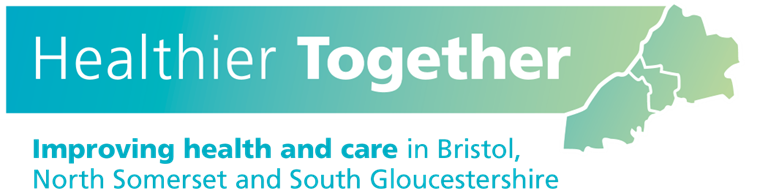 Healthier Together
Improving health and care in Bristol,
North Somerset and South Gloucestershire